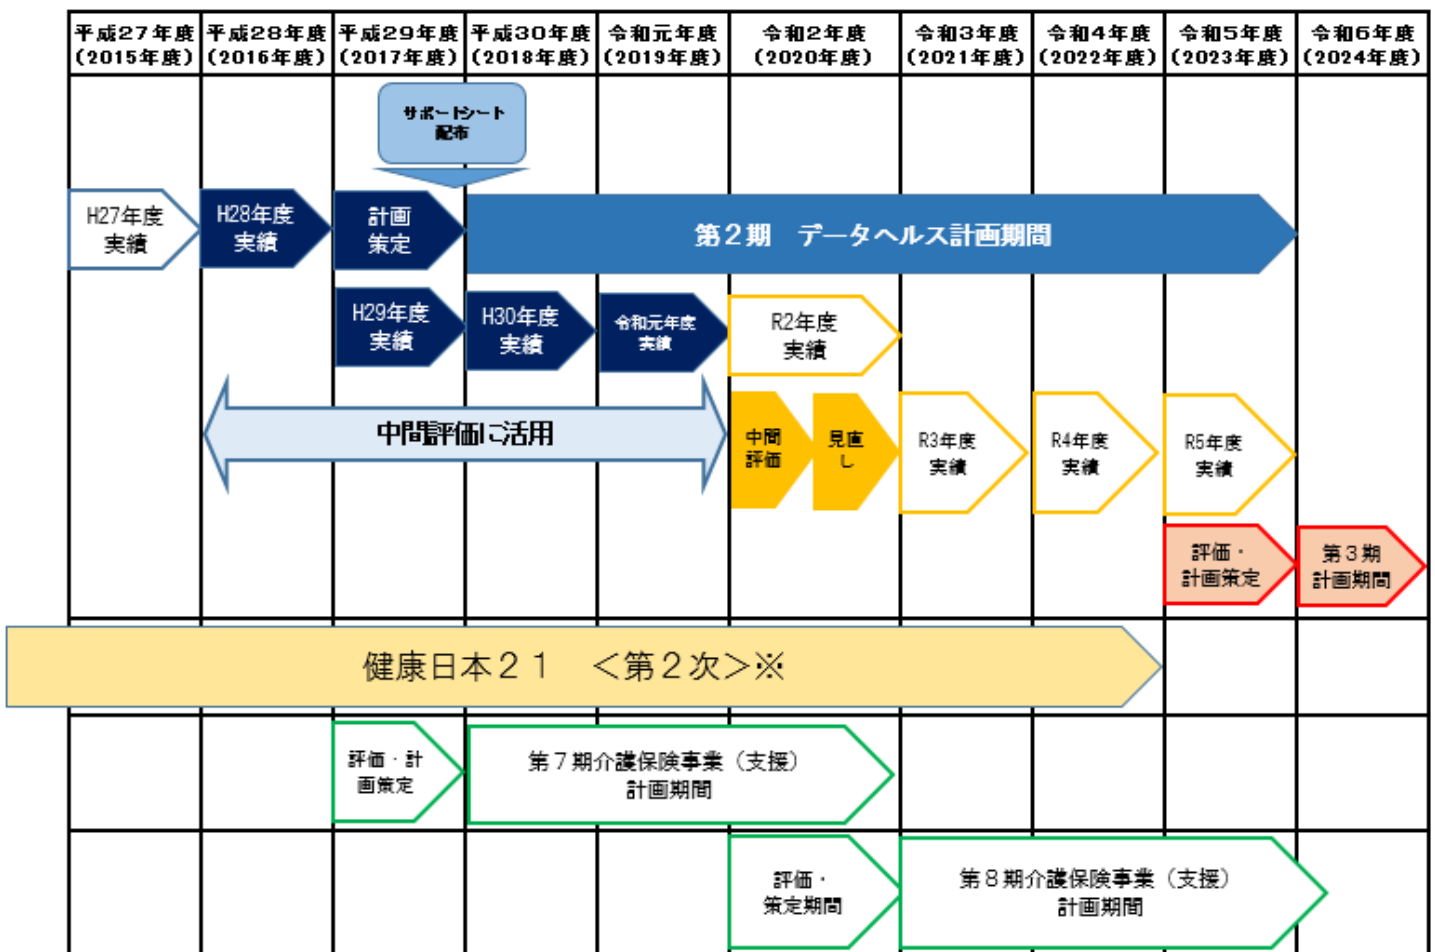 平成27年度
(2015年度)
平成28年度
(2016年度)
平成29年度
(2017年度)
平成30年度
(2018年度)
令和元年度
(2019年度)
令和2年度
(2020年度)
令和3年度
(2021年度)
令和4年度
(2022年度)
令和5年度
(2023年度)
令和6年度
(2024年度)
サポートシート
配布
H27年度
実績
H28年度
実績
計画
策定
第２期　データヘルス計画期間
H29年度
実績
H30年度
実績
令和元年度
実績
R2年度
実績
中間評価に活用
中間
評価
見直
し
R3年度
実績
R4年度
実績
R5年度
実績
評価・
計画策定
第３期
計画期間
健康日本２１　＜第２次＞※
評価・計
画策定
第７期介護保険事業（支援）
計画期間
評価・
策定期間
第８期介護保険事業（支援）
計画期間